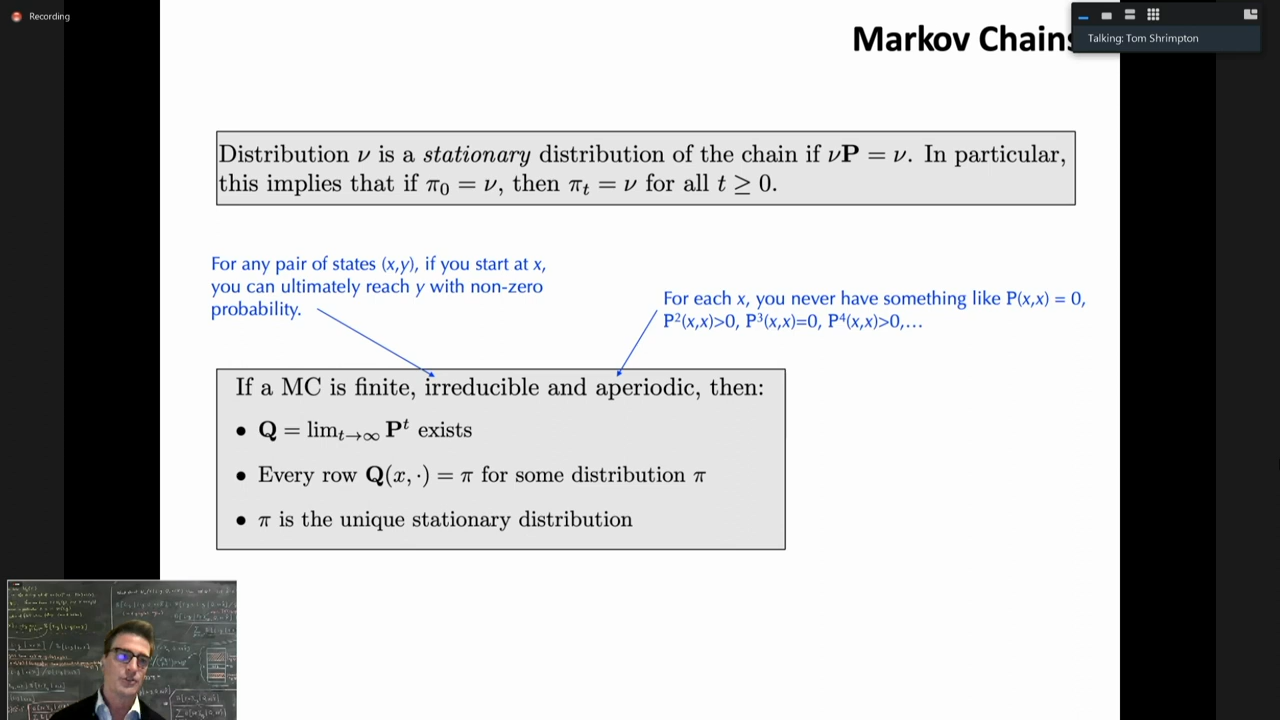 Recording
Markov Chains
Talking: Tom Shrimpton
Distribution ν is a stationary distribution of the chain if νP = ν. In particular,
this implies that if π₀ = ν, then πₜ = ν for all t ≥ 0.
For any pair of states (x,y), if you start at x,
you can ultimately reach y with non-zero
probability.
For each x, you never have something like P(x,x) = 0,
P²(x,x)>0, P³(x,x)=0, P⁴(x,x)>0,…
If a MC is finite, irreducible and aperiodic, then:
• Q = limₜ→∞ Pᵗ exists
• Every row Q(x, ·) = π for some distribution π
• π is the unique stationary distribution